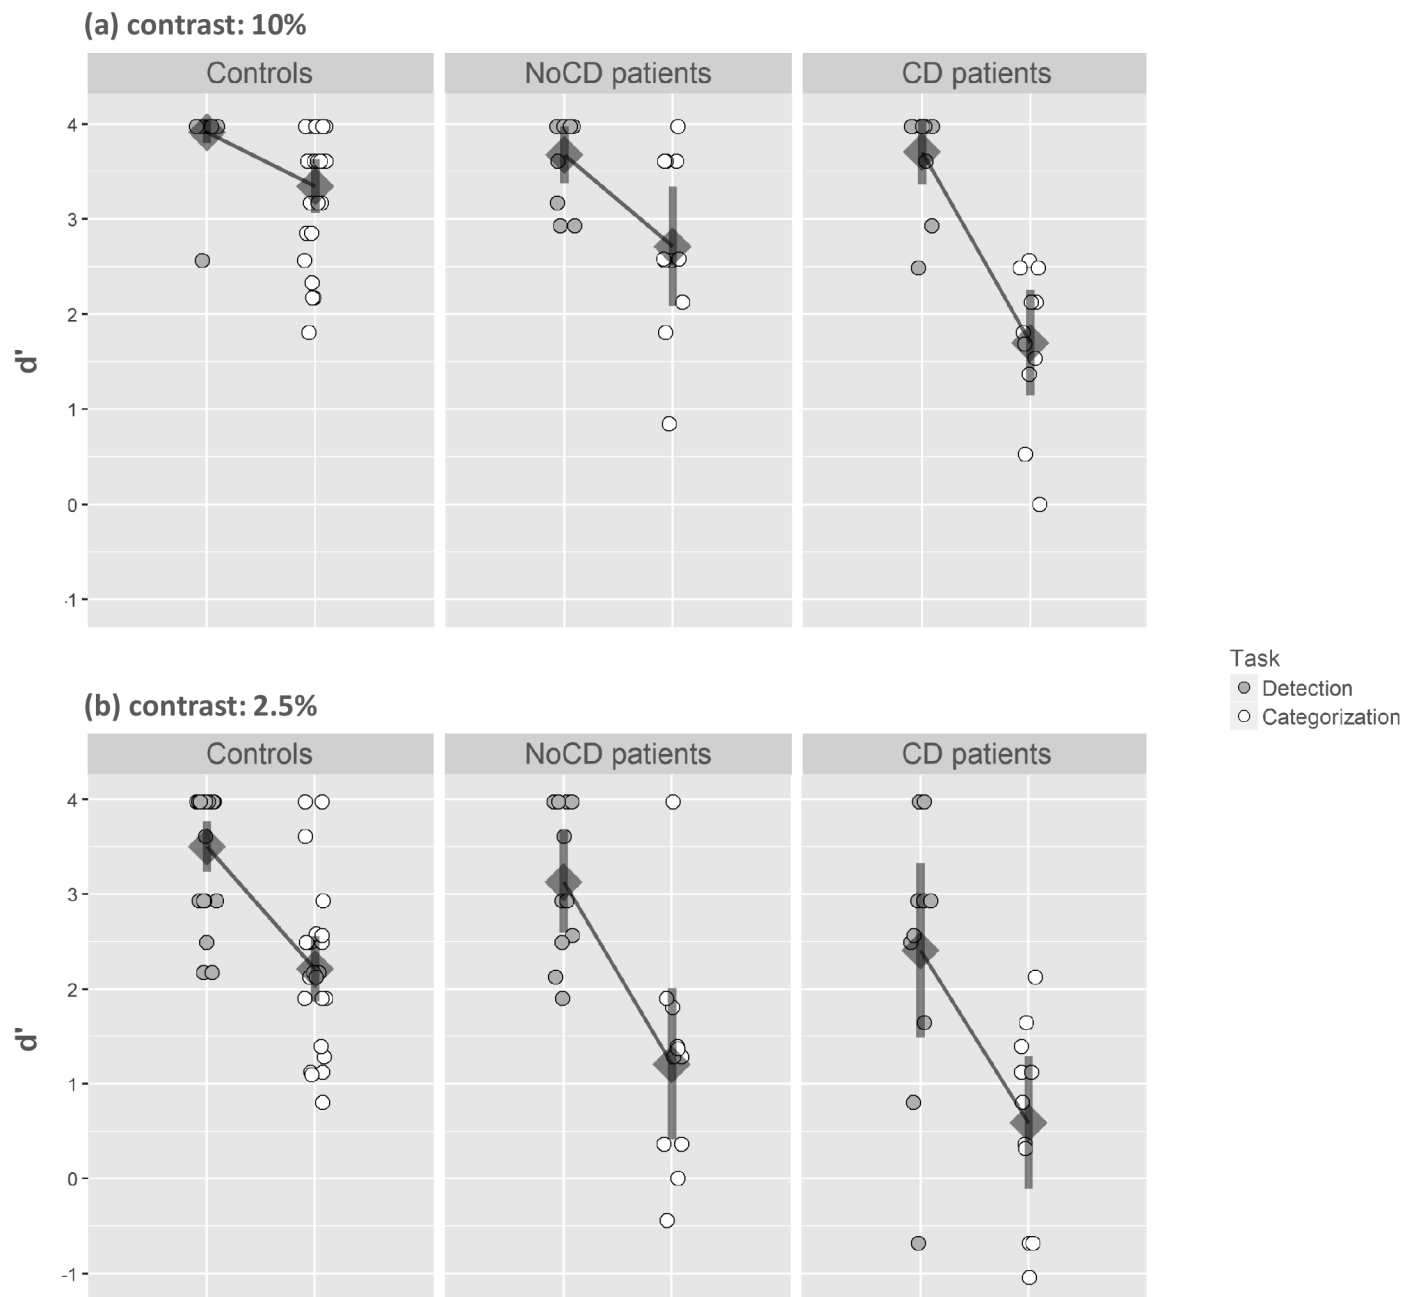 (a) contrast: 10%
Controls
NoCD patients
CD patients
4
3
2
1
0
-1
d'
Task
Detection
Categorization
(b) contrast: 2.5%
Controls
NoCD patients
CD patients
4
3
2
1
0
-1
d'